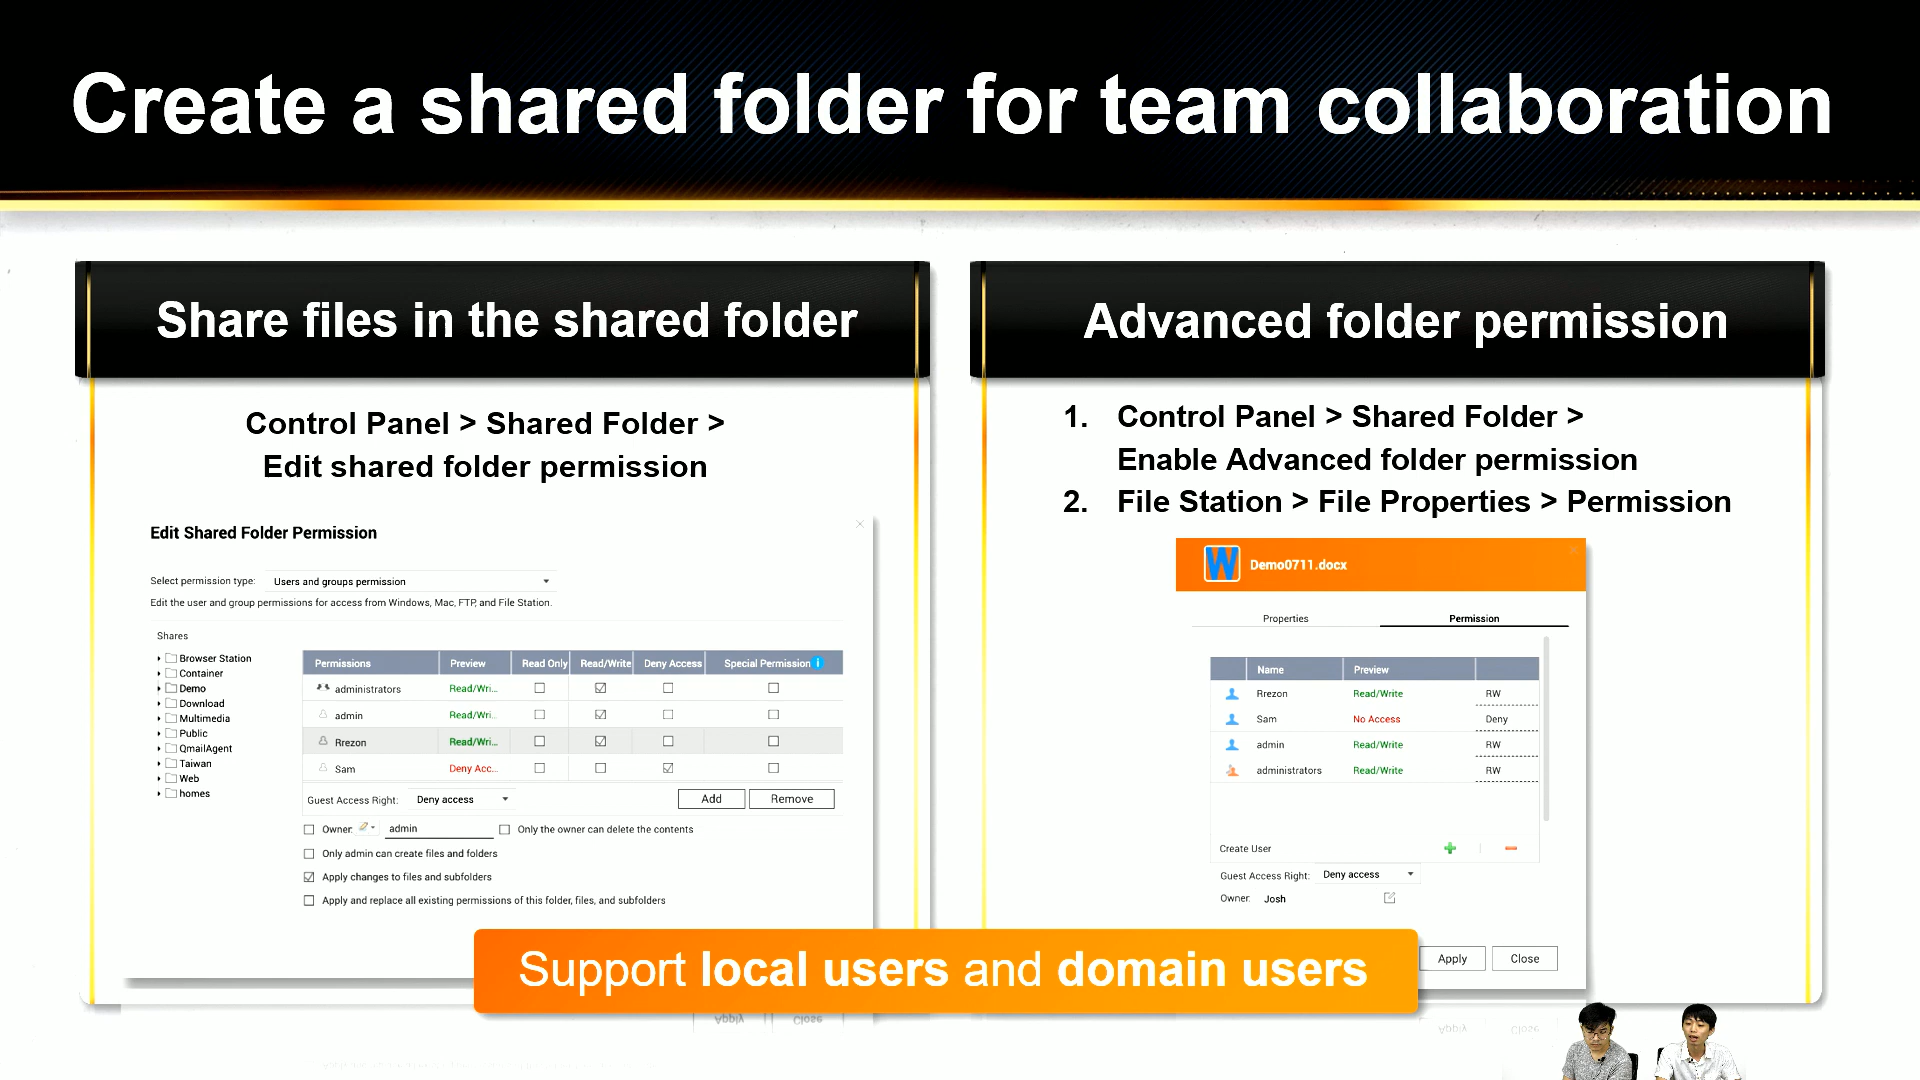 Create a shared folder for team collaboration
Share files in the shared folder
Control Panel > Shared Folder >
Edit shared folder permission
Edit Shared Folder Permission
Select permission type: Users and groups permission
Edit the user and group permissions for access from Windows, Mac, FTP, and File Station.
Shares
Browser Station
Container
Demo
Download
Multimedia
Public
QmailAgent
Taiwan
Web
homes
Permissions Preview Read Only Read/Write Deny Access Special Permission
administrators Read/Wri...
admin Read/Wri...
Rrezon Read/Wri...
Sam Deny Acc...
Guest Access Right: Deny access Add Remove
Owner: admin Only the owner can delete the contents
Only admin can create files and folders
Apply changes to files and subfolders
Apply and replace all existing permissions of this folder, files, and subfolders
Advanced folder permission
1. Control Panel > Shared Folder >
Enable Advanced folder permission
2. File Station > File Properties > Permission
W Demo0711.docx
Properties Permission
Name Preview
Rrezon Read/Write RW
Sam No Access Deny
admin Read/Write RW
administrators Read/Write RW
Create User
Guest Access Right: Deny access
Owner: Josh
Apply Close
Support local users and domain users
Apply Close
Apply Close